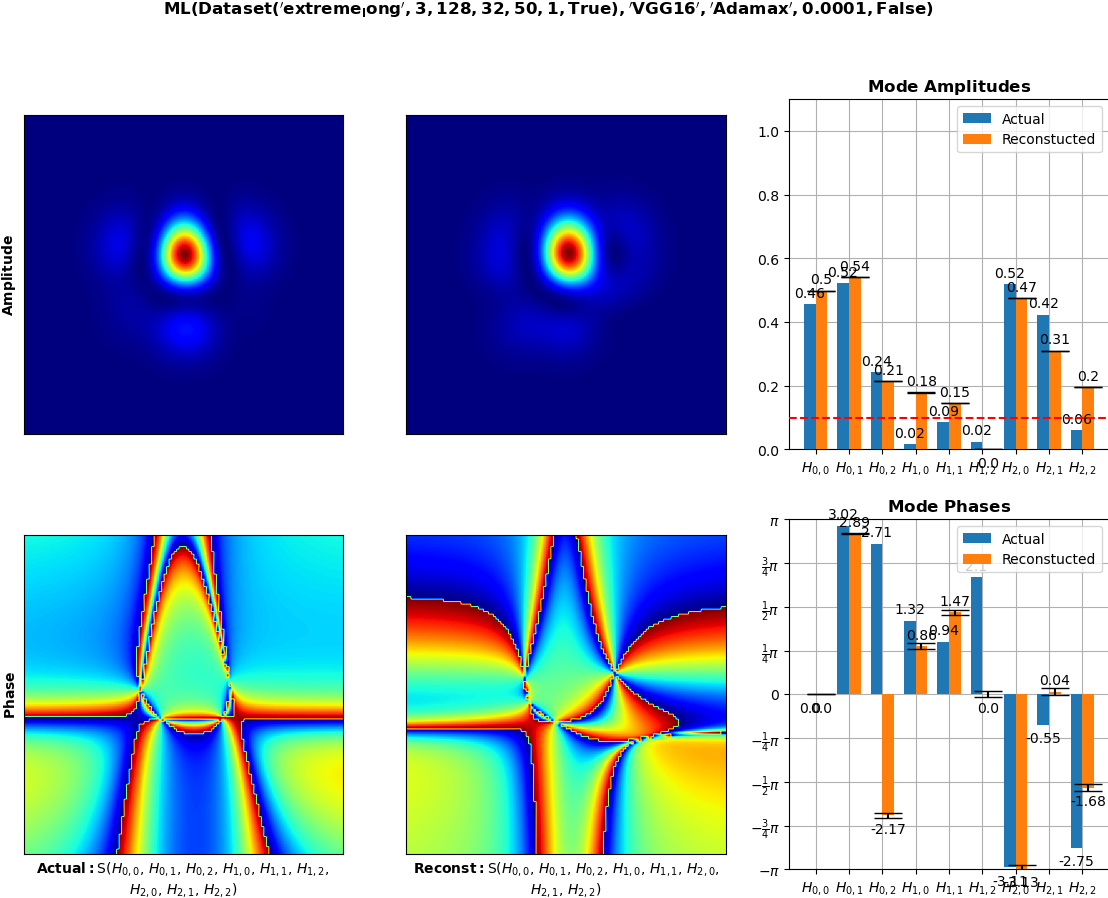 ML(Dataset(′extreme_long′, 3, 128, 32, 50, 1, True), ′VGG16′, ′Adamax′, 0.0001, False)
Mode Amplitudes
Actual
Reconstucted
1.0
0.8
0.6
0.4
0.2
0.0
0.46 0.5 0.52 0.54 0.24 0.21 0.02 0.18 0.09 0.15 0.02 0.0 0.52 0.47 0.42 0.31 0.06 0.2
H0,0 H0,1 H0,2 H1,0 H1,1 H1,2 H2,0 H2,1 H2,2
Amplitude
Mode Phases
Actual
Reconstucted
π
3/4π
1/2π
1/4π
0
−1/4π
−1/2π
−3/4π
−π
0.0 0.0 3.02 2.89 2.71 -2.17 1.32 0.86 0.94 1.47 2.1 0.0 -3.11 -3.13 -0.55 0.04 -2.75 -1.68
H0,0 H0,1 H0,2 H1,0 H1,1 H1,2 H2,0 H2,1 H2,2
Phase
Actual: S(H0,0, H0,1, H0,2, H1,0, H1,1, H1,2,
H2,0, H2,1, H2,2)
Reconst: S(H0,0, H0,1, H0,2, H1,0, H1,1, H2,0,
H2,1, H2,2)